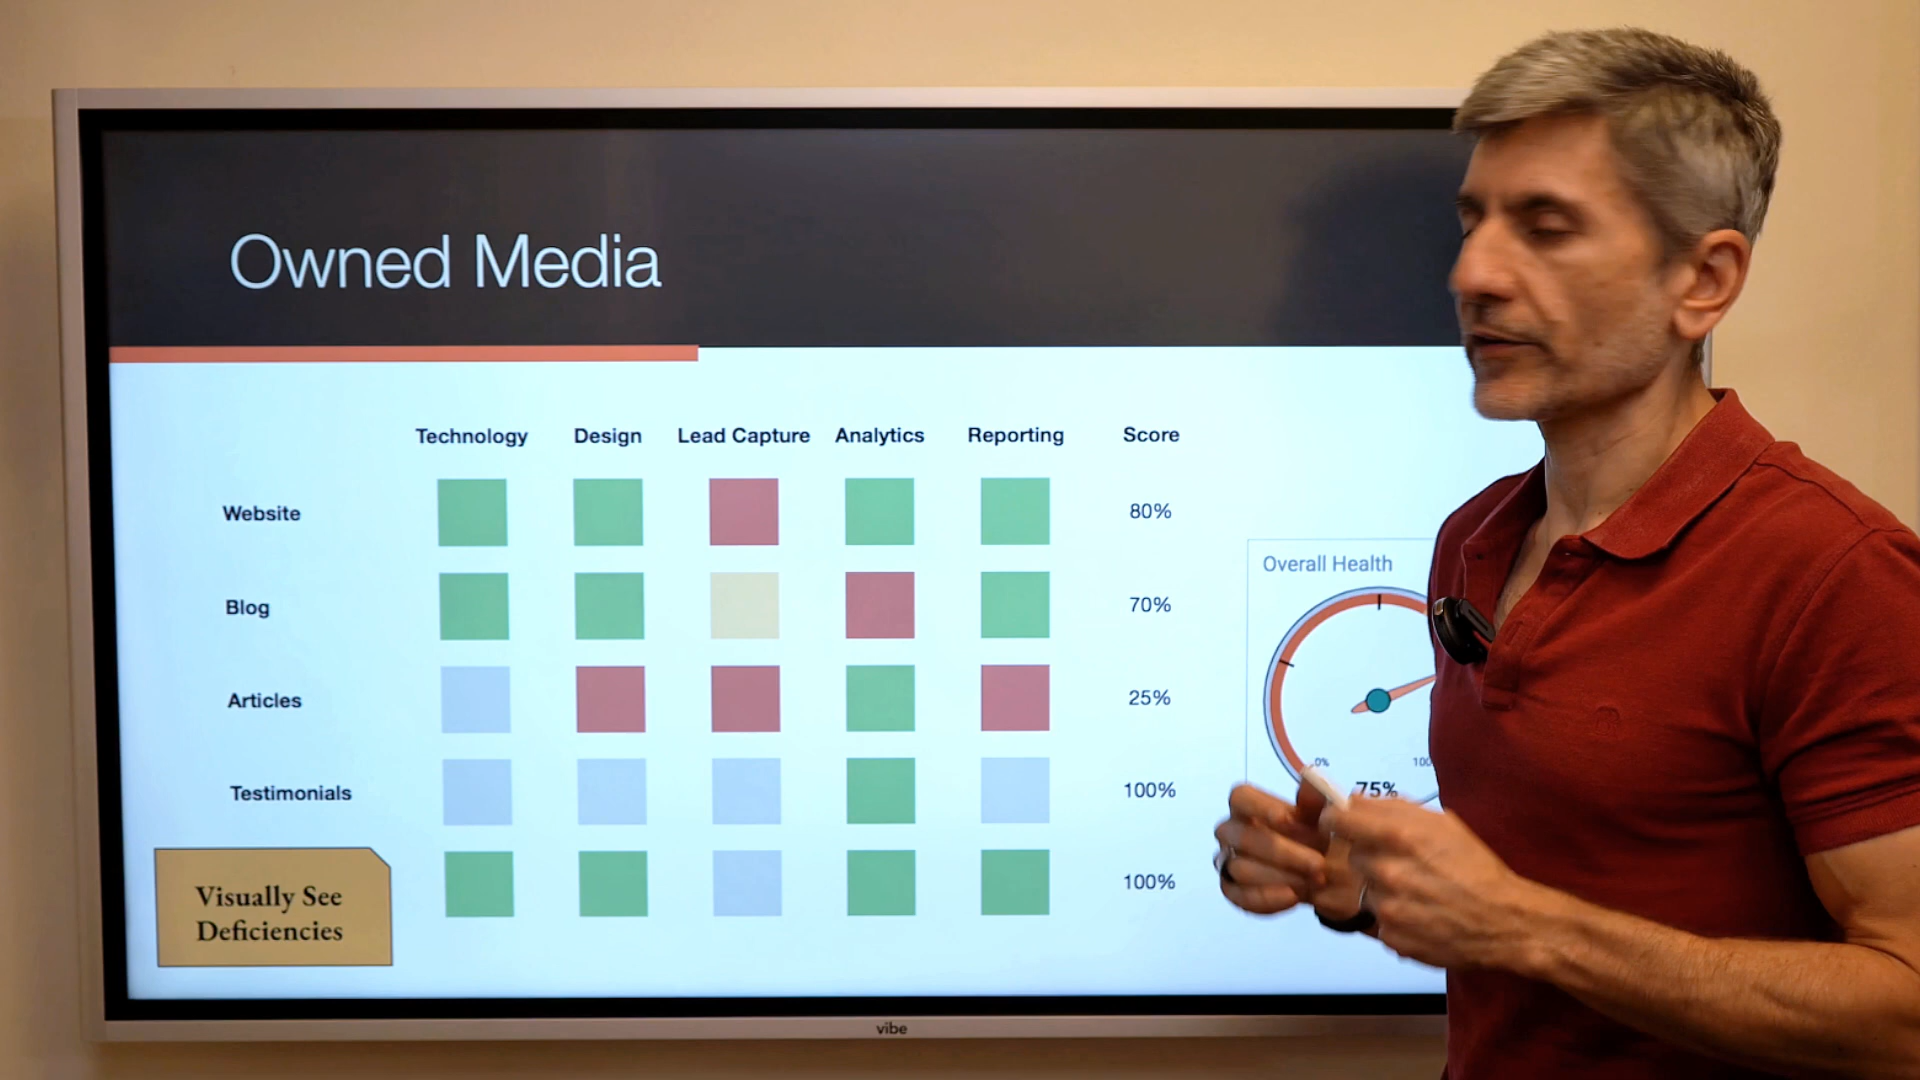 Owned Media
Technology Design Lead Capture Analytics Reporting Score
Website 80%
Blog 70%
Articles 25%
Testimonials 100%
100%
Overall Health
0% 100
75%
Visually See
Deficiencies
vibe